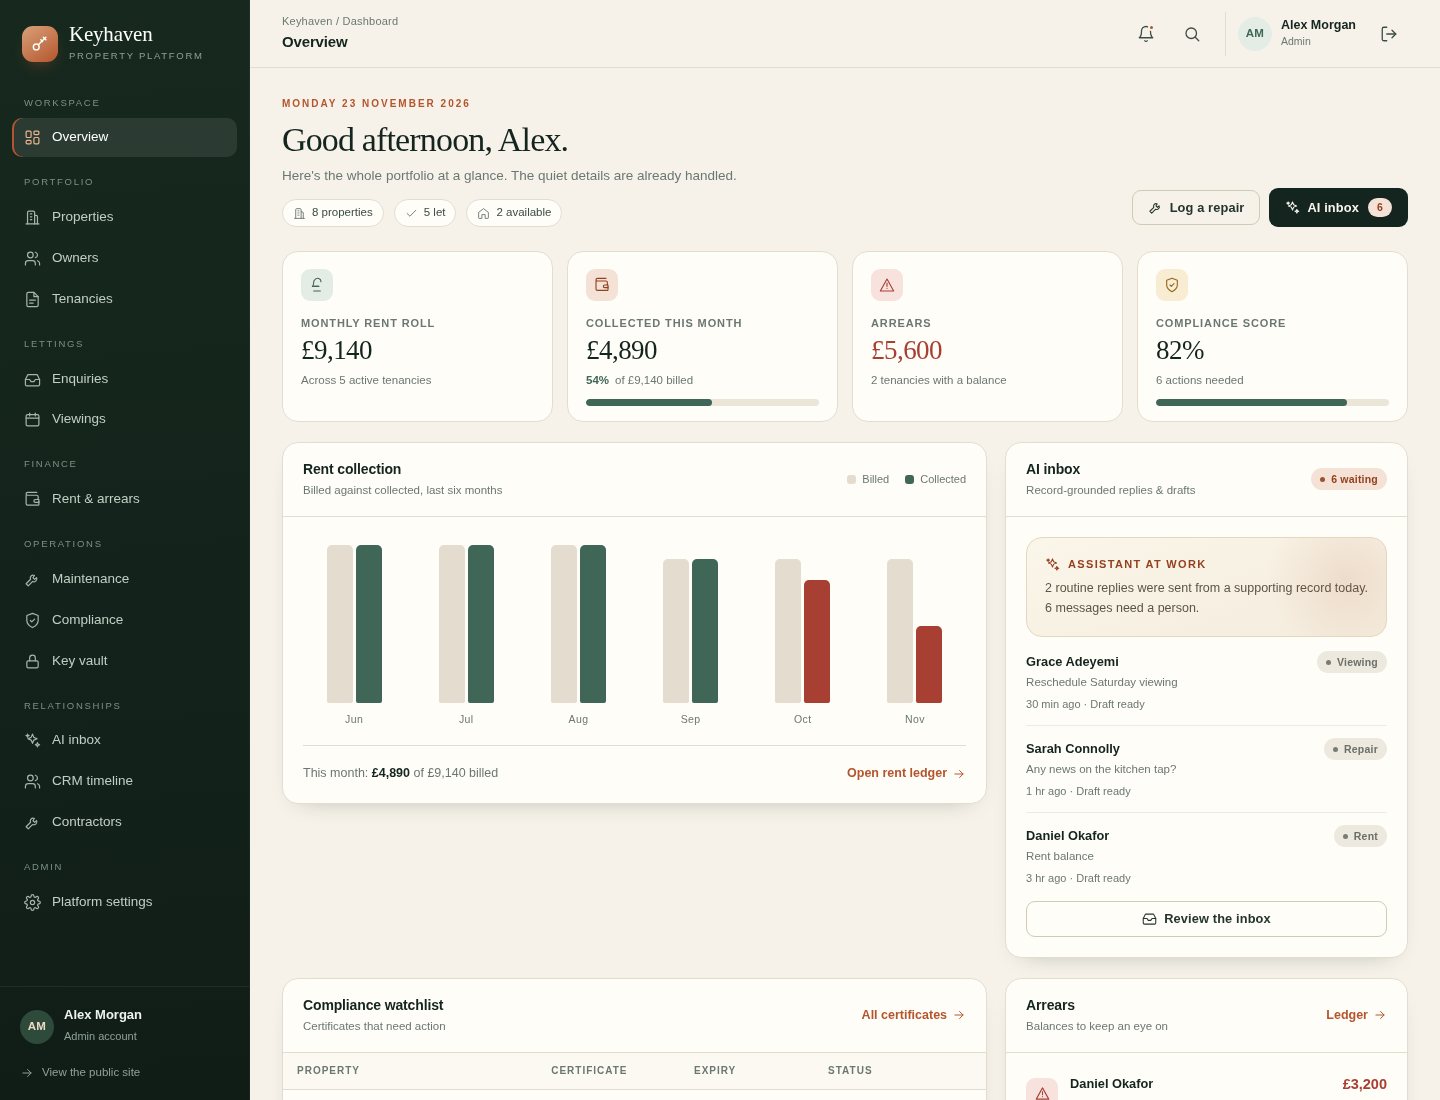 Keyhaven
PROPERTY PLATFORM
WORKSPACE
Overview
PORTFOLIO
Properties
Owners
Tenancies
LETTINGS
Enquiries
Viewings
FINANCE
Rent & arrears
OPERATIONS
Maintenance
Compliance
Key vault
RELATIONSHIPS
AI inbox
CRM timeline
Contractors
ADMIN
Platform settings
AM
Alex Morgan
Admin account
View the public site
Keyhaven / Dashboard
Overview
AM
Alex Morgan
Admin
MONDAY 23 NOVEMBER 2026
Good afternoon, Alex.
Here's the whole portfolio at a glance. The quiet details are already handled.
8 properties
5 let
2 available
Log a repair
AI inbox 6
MONTHLY RENT ROLL
£9,140
Across 5 active tenancies
COLLECTED THIS MONTH
£4,890
54% of £9,140 billed
ARREARS
£5,600
2 tenancies with a balance
COMPLIANCE SCORE
82%
6 actions needed
Rent collection
Billed against collected, last six months
Billed
Collected
Jun
Jul
Aug
Sep
Oct
Nov
This month: £4,890 of £9,140 billed
Open rent ledger
AI inbox
Record-grounded replies & drafts
6 waiting
ASSISTANT AT WORK
2 routine replies were sent from a supporting record today.
6 messages need a person.
Grace Adeyemi
Viewing
Reschedule Saturday viewing
30 min ago · Draft ready
Sarah Connolly
Repair
Any news on the kitchen tap?
1 hr ago · Draft ready
Daniel Okafor
Rent
Rent balance
3 hr ago · Draft ready
Review the inbox
Compliance watchlist
Certificates that need action
All certificates
PROPERTY
CERTIFICATE
EXPIRY
STATUS
Arrears
Balances to keep an eye on
Ledger
Daniel Okafor
£3,200